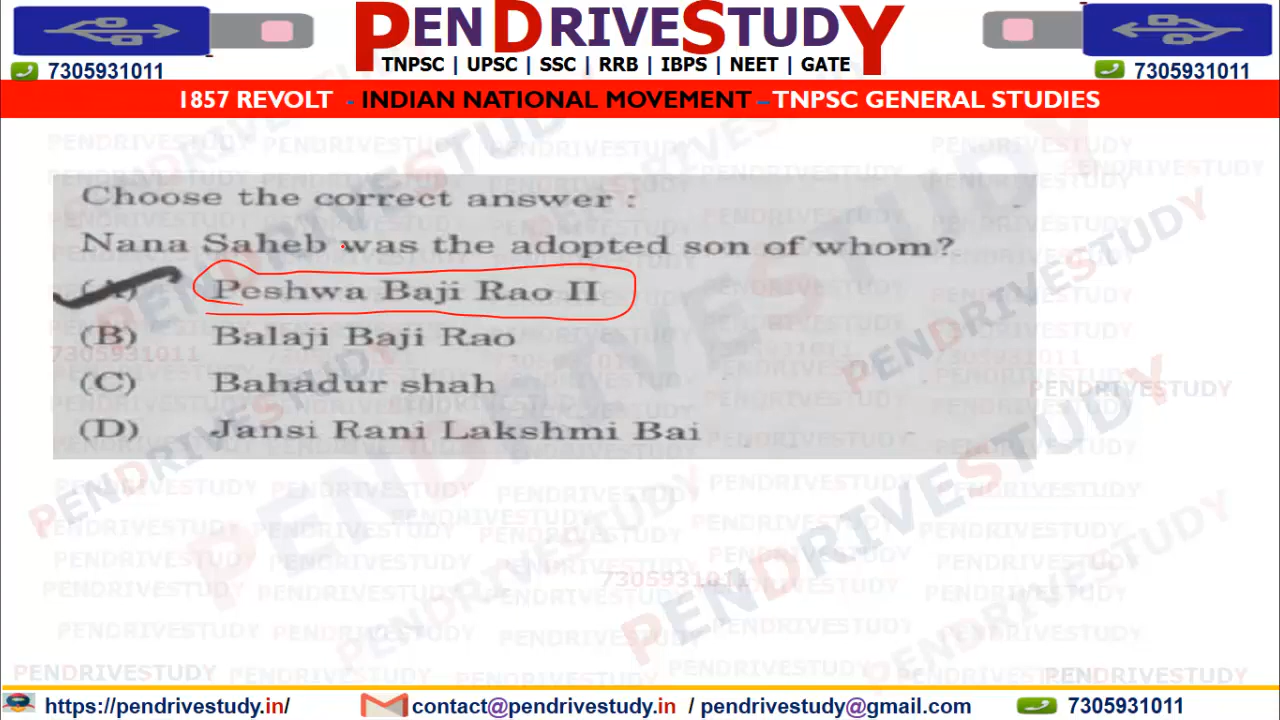 PENDRIVESTUDY
TNPSC | UPSC | SSC | RRB | IBPS | NEET | GATE
7305931011
7305931011
1857 REVOLT - INDIAN NATIONAL MOVEMENT – TNPSC GENERAL STUDIES
Choose the correct answer :
Nana Saheb was the adopted son of whom?
(A) Peshwa Baji Rao II
(B) Balaji Baji Rao
(C) Bahadur shah
(D) Jansi Rani Lakshmi Bai
https://pendrivestudy.in/ contact@pendrivestudy.in / pendrivestudy@gmail.com 7305931011